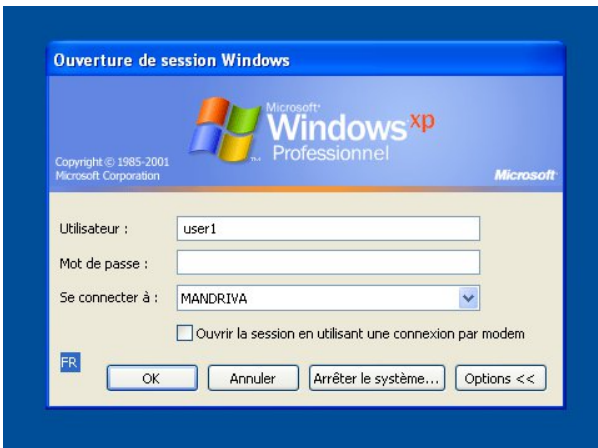 Ouverture de session Windows
Microsoft
Windows xp
Professionnel
Copyright © 1985-2001
Microsoft Corporation
Microsoft
Utilisateur : user1
Mot de passe :
Se connecter à : MANDRIVA
Ouvrir la session en utilisant une connexion par modem
FR
OK Annuler Arrêter le système... Options <<